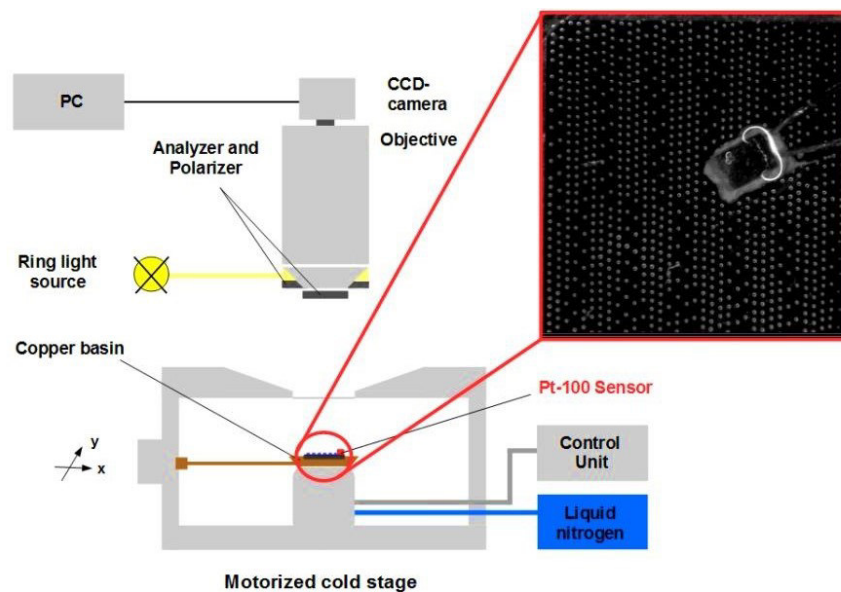 PC
CCD-
camera
Objective
Analyzer and
Polarizer
Ring light
source
Copper basin
Pt-100 Sensor
y
x
Control
Unit
Liquid
nitrogen
Motorized cold stage